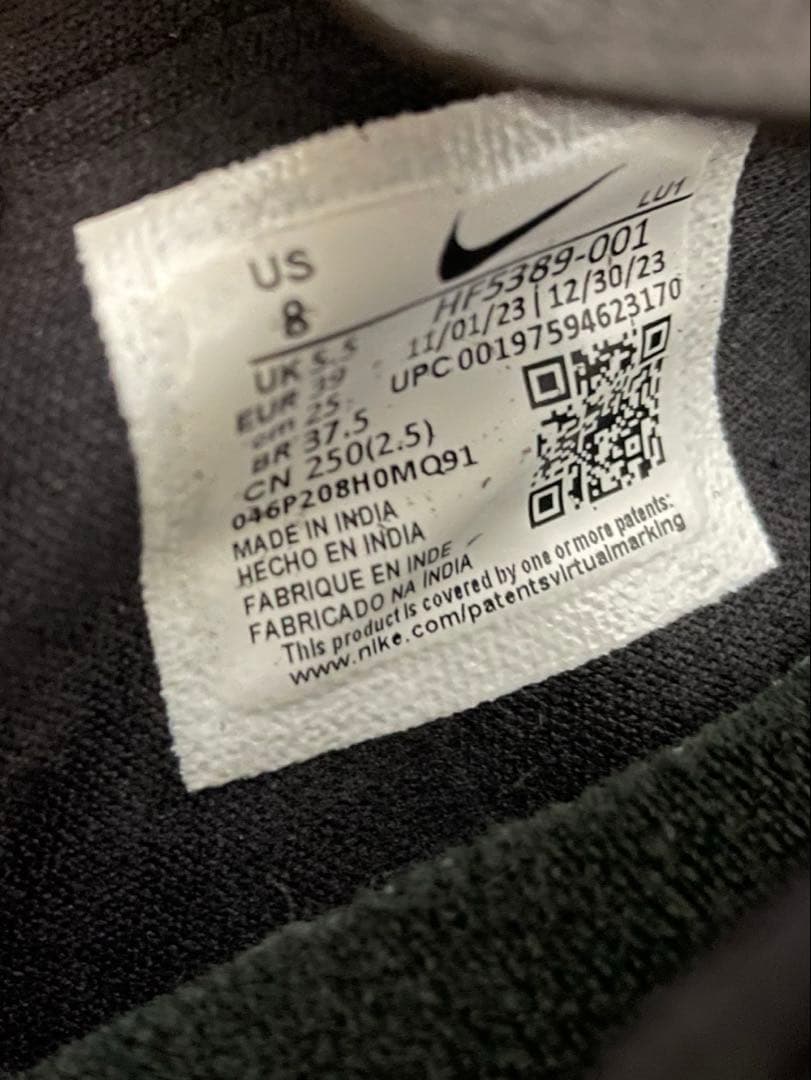 LU1
US
8
HF5389-001
11/01/23 | 12/30/23
UPC 00197594623170
UK 5.5
EUR 39
cm 25
BR 37.5
CN 250(2.5)
046P208H0MQ91
MADE IN INDIA
HECHO EN INDIA
FABRIQUE EN INDE
FABRICADO NA ÍNDIA
This product is covered by one or more patents:
www.nike.com/patentsvirtualmarking